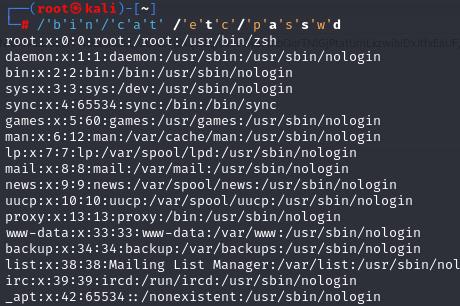 ┌──(root㉿kali)-[~]
└─# /'b'i'n'/'c'a't' /'e't'c'/'p'a's's'w'd
root:x:0:0:root:/root:/usr/bin/zsh
daemon:x:1:1:daemon:/usr/sbin:/usr/sbin/nologin
bin:x:2:2:bin:/bin:/usr/sbin/nologin
sys:x:3:3:sys:/dev:/usr/sbin/nologin
sync:x:4:65534:sync:/bin:/bin/sync
games:x:5:60:games:/usr/games:/usr/sbin/nologin
man:x:6:12:man:/var/cache/man:/usr/sbin/nologin
lp:x:7:7:lp:/var/spool/lpd:/usr/sbin/nologin
mail:x:8:8:mail:/var/mail:/usr/sbin/nologin
news:x:9:9:news:/var/spool/news:/usr/sbin/nologin
uucp:x:10:10:uucp:/var/spool/uucp:/usr/sbin/nologin
proxy:x:13:13:proxy:/bin:/usr/sbin/nologin
www-data:x:33:33:www-data:/var/www:/usr/sbin/nologin
backup:x:34:34:backup:/var/backups:/usr/sbin/nologin
list:x:38:38:Mailing List Manager:/var/list:/usr/sbin/nol
irc:x:39:39:ircd:/run/ircd:/usr/sbin/nologin
_apt:x:42:65534::/nonexistent:/usr/sbin/nologin